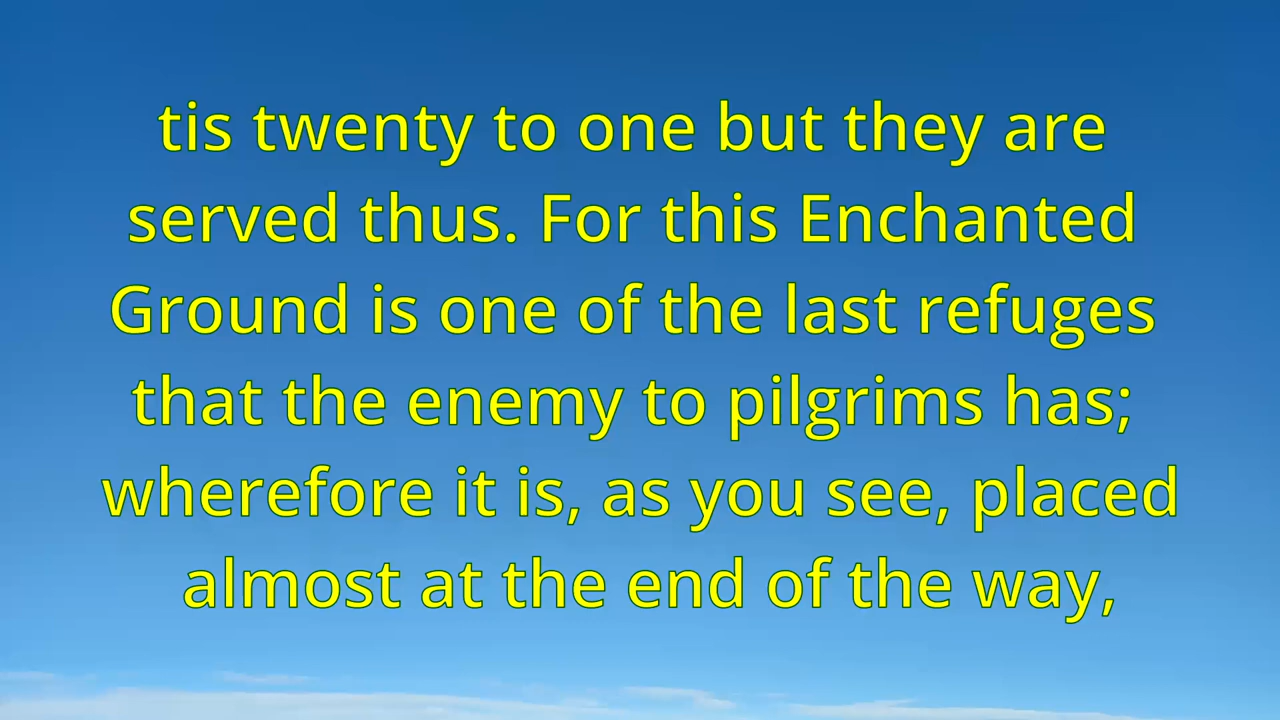 tis twenty to one but they are
served thus. For this Enchanted
Ground is one of the last refuges
that the enemy to pilgrims has;
wherefore it is, as you see, placed
almost at the end of the way,